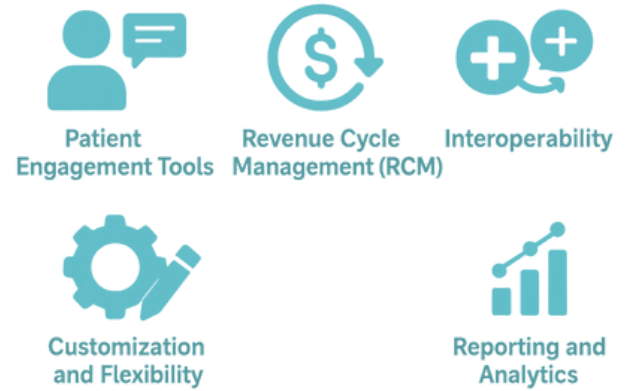 Patient
Engagement Tools
Revenue Cycle
Management (RCM)
Interoperability
Customization
and Flexibility
Reporting and
Analytics